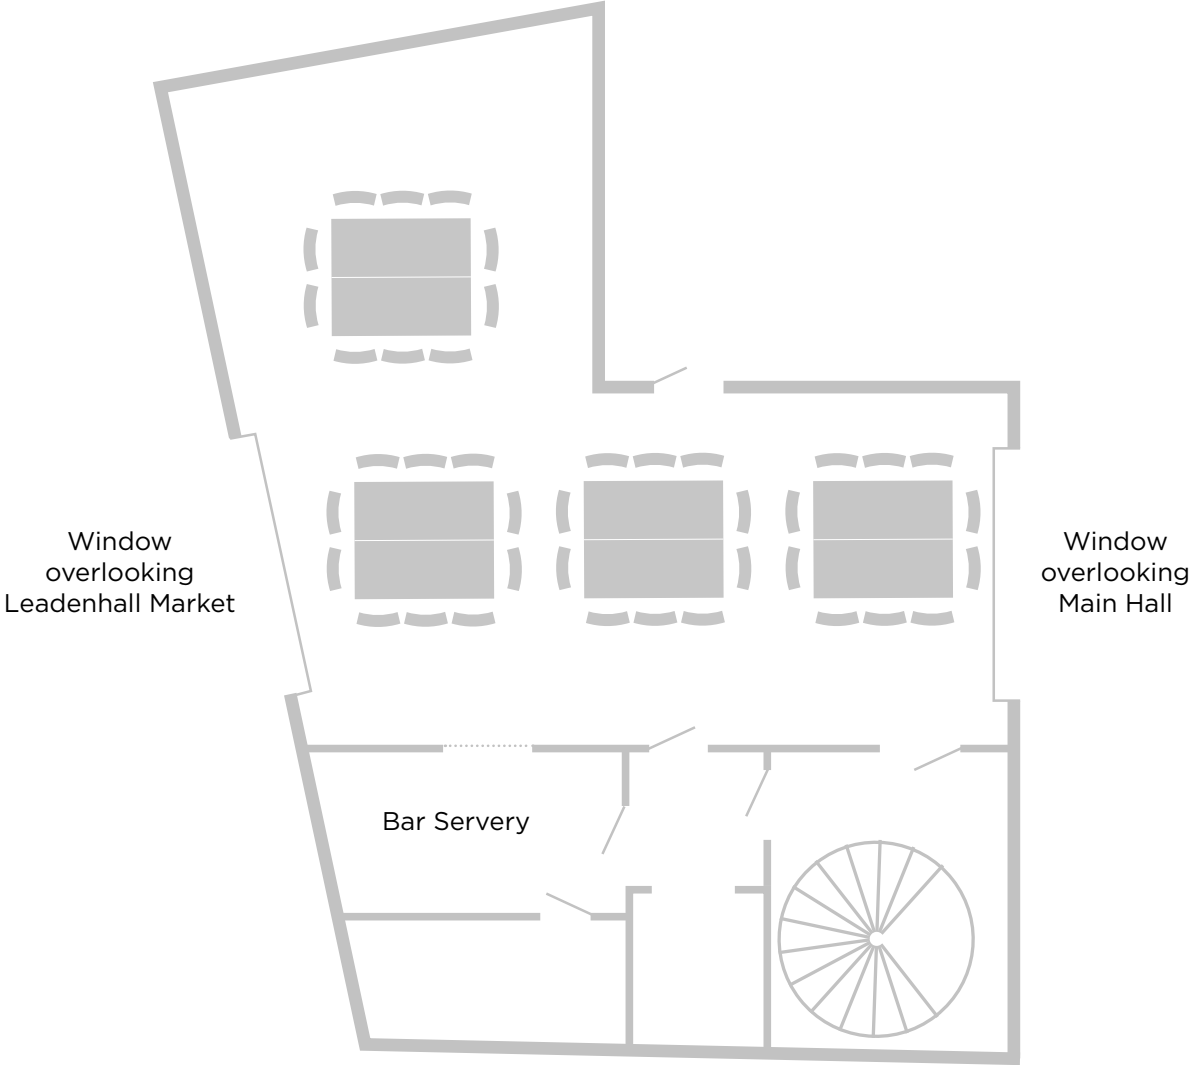 Window
overlooking
Leadenhall Market
Window
overlooking
Main Hall
Bar Servery